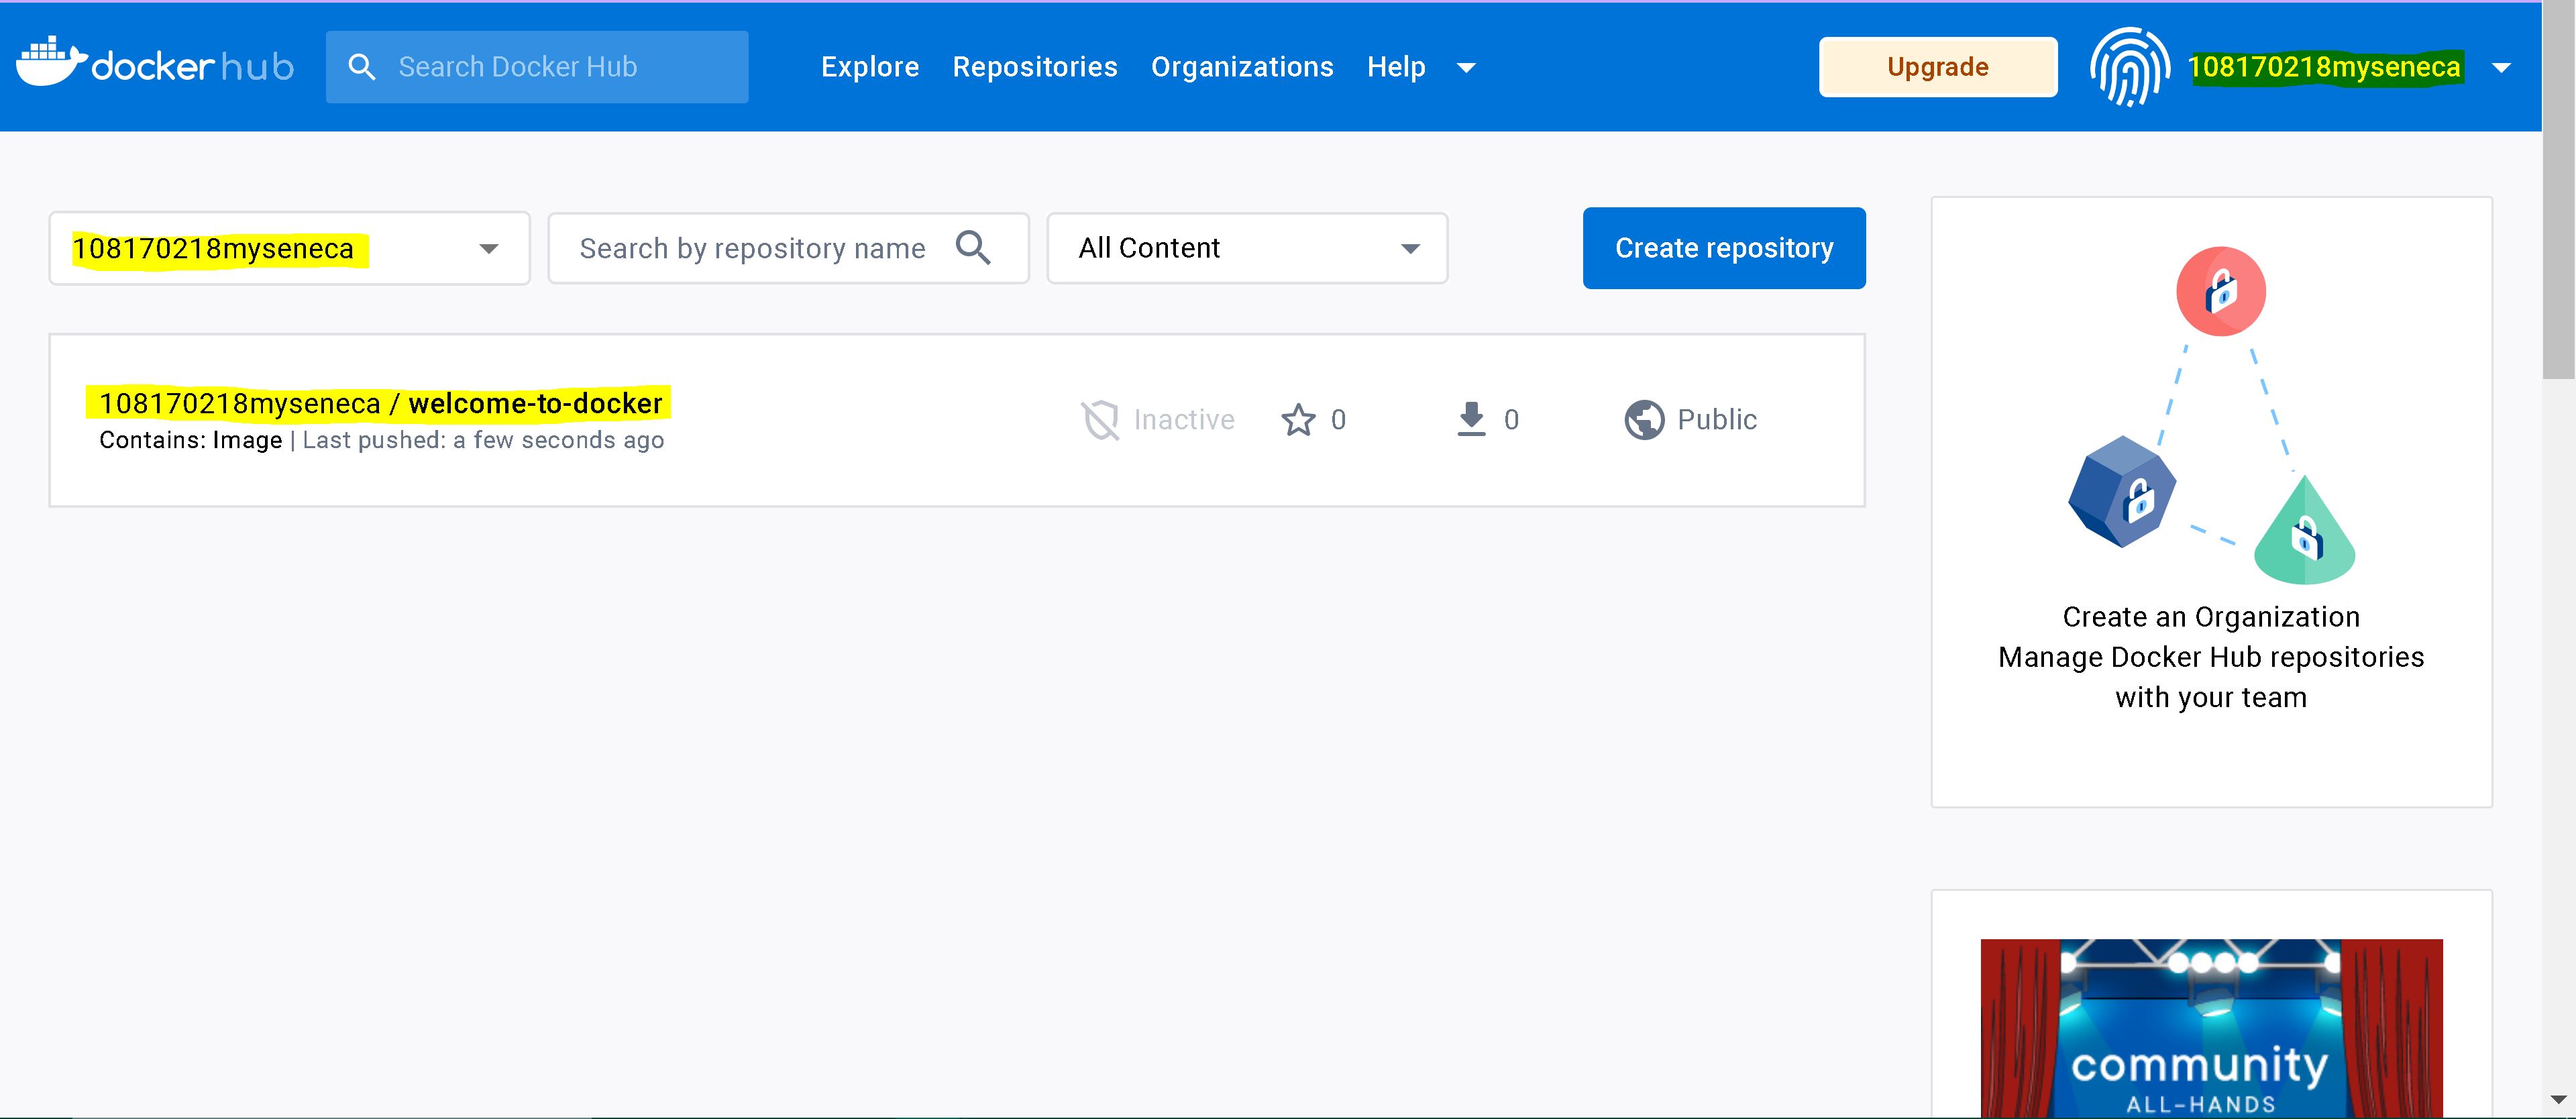 docker hub
Search Docker Hub
Explore
Repositories
Organizations
Help
Upgrade
108170218myseneca
108170218myseneca
Search by repository name
All Content
Create repository
108170218myseneca / welcome-to-docker
Contains: Image | Last pushed: a few seconds ago
Inactive
0
0
Public
Create an Organization
Manage Docker Hub repositories
with your team
community
ALL-HANDS